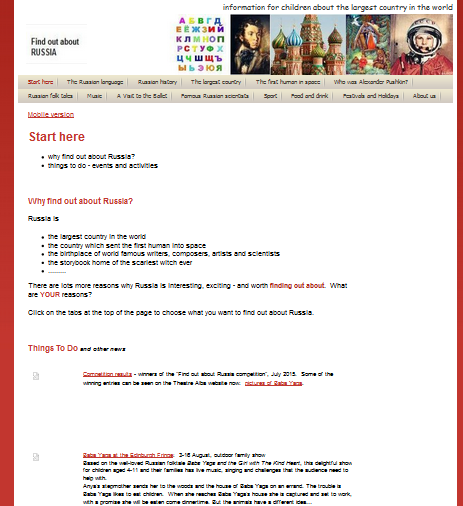 information for children about the largest country in the world
Find out about
RUSSIA
А Б В Г Д
Е Ё Ж З И Й
К Л М Н О П
Р С Т У Ф Х
Ц Ч Ш Щ
Ъ Ы Ь Э Ю Я
Start here The Russian language Russian history The largest country The first human in space Who was Alexander Pushkin?
Russian folk tales Music A Visit to the Ballet Famous Russian scientists Sport Food and drink Festivals and Holidays About us
Mobile version
Start here
why find out about Russia?
things to do - events and activities
Why find out about Russia?
Russia is
the largest country in the world
the country which sent the first human into space
the birthplace of world famous writers, composers, artists and scientists
the storybook home of the scariest witch ever
.........
There are lots more reasons why Russia is interesting, exciting - and worth finding out about. What
are YOUR reasons?
Click on the tabs at the top of the page to choose what you want to find out about Russia.
Things To Do and other news
Competition results - winners of the "Find out about Russia competition", July 2015. Some of the
winning entries can be seen on the Theatre Alba website now. pictures of Baba Yaga.
Baba Yaga at the Edinburgh Fringe. 3-16 August, outdoor family show
Based on the well-loved Russian folktale Baba Yaga and the Girl with The Kind Heart, this delightful show
for children aged 4-11 and their families has live music, singing and challenges that the audience need to
help with.
Anya's stepmother sends her to the woods and the house of Baba Yaga on an errand. The trouble is
Baba Yaga likes to eat children. When she reaches Baba Yaga's house she is captured and set to work,
with a promise she will be eaten come dinnertime. But the animals have a different idea...